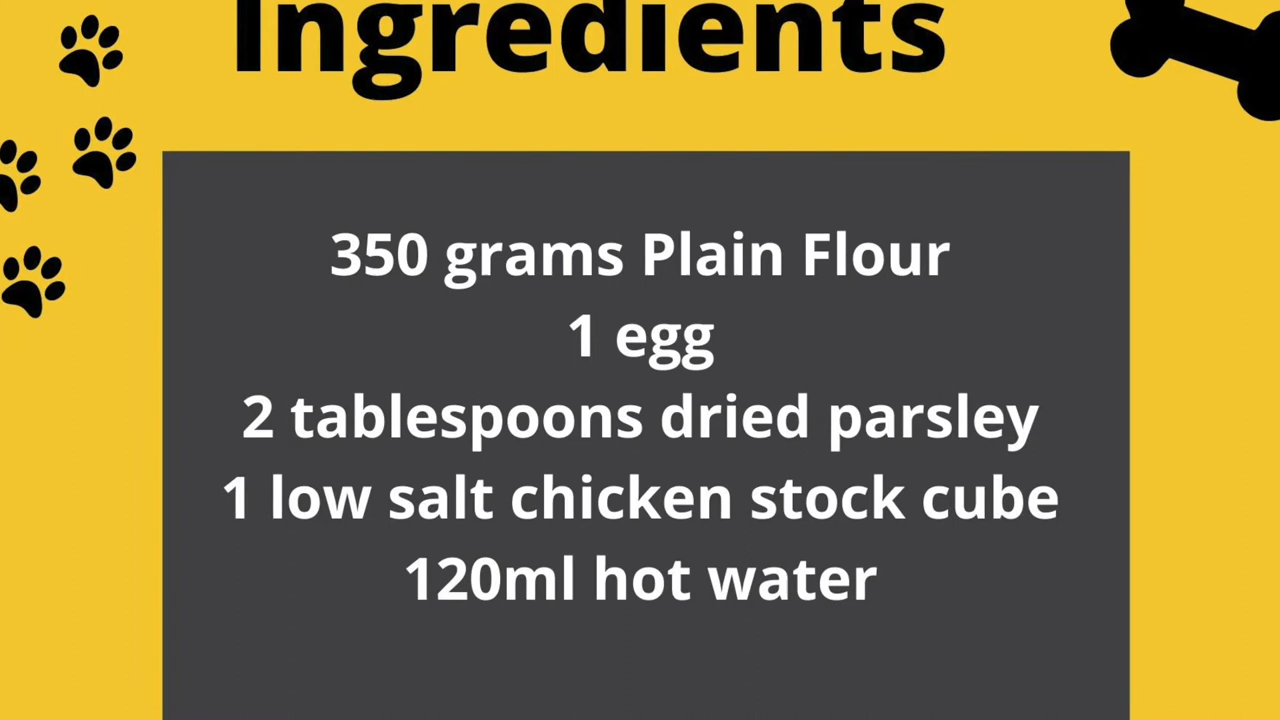 Ingredients
350 grams Plain Flour
1 egg
2 tablespoons dried parsley
1 low salt chicken stock cube
120ml hot water